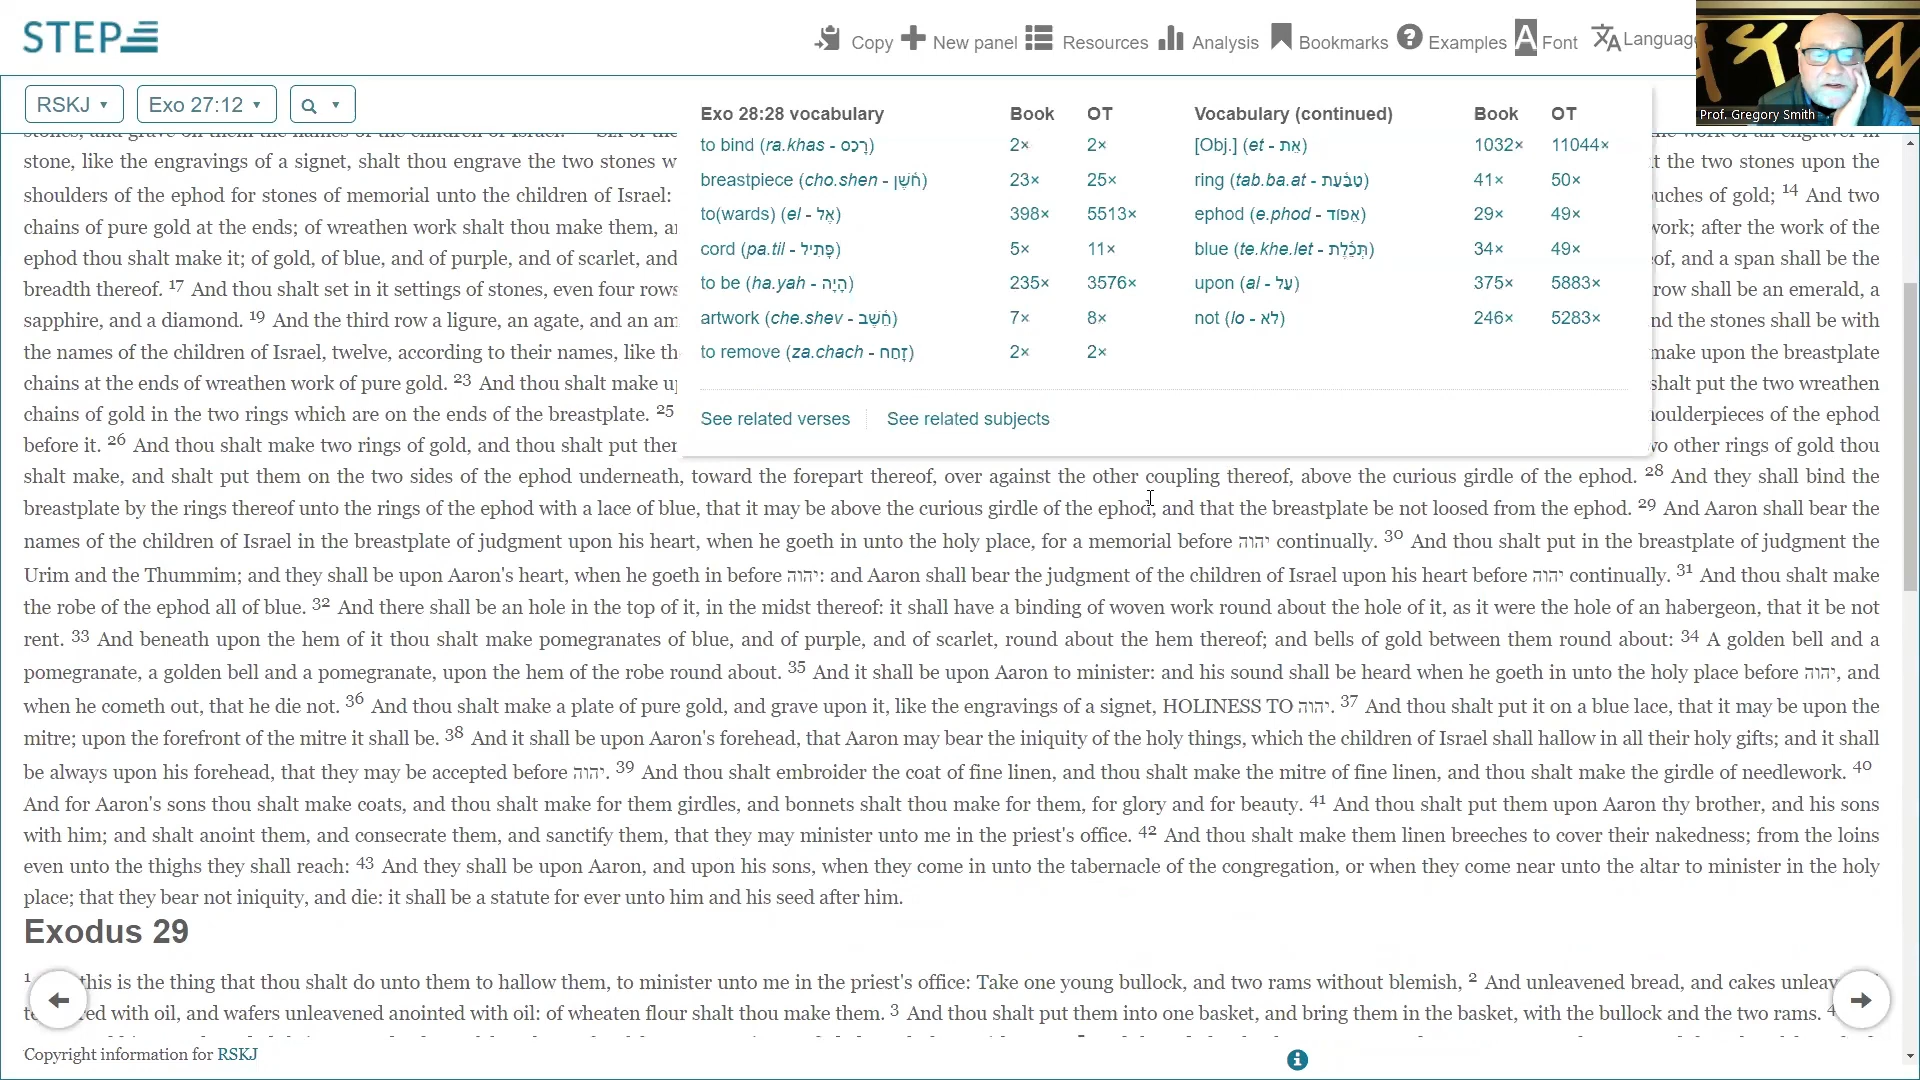 STEP
Copy New panel Resources Analysis Bookmarks Examples A Font Languag
Prof. Gregory Smith
RSKJ Exo 27:12
Exo 28:28 vocabulary Book OT Vocabulary (continued) Book OT
to bind (ra.khas - רָכַס) 2× 2× [Obj.] (et - אֵת) 1032× 11044×
breastpiece (cho.shen - חֹ֫שֶׁן) 23× 25× ring (tab.ba.at - טַבַּ֫עַת) 41× 50×
to(wards) (el - אֶל) 398× 5513× ephod (e.phod - אֵפוֹד) 29× 49×
cord (pa.til - פָּתִיל) 5× 11× blue (te.khe.let - תְּכֵ֫לֶת) 34× 49×
to be (ha.yah - הָיָה) 235× 3576× upon (al - עַל) 375× 5883×
artwork (che.shev - חֵ֫שֶׁב) 7× 8× not (lo - לֹא) 246× 5283×
to remove (za.chach - זָחַח) 2× 2×
See related verses See related subjects
stone, like the engravings of a signet, shalt thou engrave the two stones w t the two stones upon the
shoulders of the ephod for stones of memorial unto the children of Israel: uches of gold; 14 And two
chains of pure gold at the ends; of wreathen work shalt thou make them, an work; after the work of the
ephod thou shalt make it; of gold, of blue, and of purple, and of scarlet, and of, and a span shall be the
breadth thereof. 17 And thou shalt set in it settings of stones, even four rows row shall be an emerald, a
sapphire, and a diamond. 19 And the third row a ligure, an agate, and an am nd the stones shall be with
the names of the children of Israel, twelve, according to their names, like th make upon the breastplate
chains at the ends of wreathen work of pure gold. 23 And thou shalt make up shalt put the two wreathen
chains of gold in the two rings which are on the ends of the breastplate. 25 houlderpieces of the ephod
before it. 26 And thou shalt make two rings of gold, and thou shalt put ther wo other rings of gold thou
shalt make, and shalt put them on the two sides of the ephod underneath, toward the forepart thereof, over against the other coupling thereof, above the curious girdle of the ephod. 28 And they shall bind the
breastplate by the rings thereof unto the rings of the ephod with a lace of blue, that it may be above the curious girdle of the ephod, and that the breastplate be not loosed from the ephod. 29 And Aaron shall bear the
names of the children of Israel in the breastplate of judgment upon his heart, when he goeth in unto the holy place, for a memorial before יהוה continually. 30 And thou shalt put in the breastplate of judgment the
Urim and the Thummim; and they shall be upon Aaron's heart, when he goeth in before יהוה: and Aaron shall bear the judgment of the children of Israel upon his heart before יהוה continually. 31 And thou shalt make
the robe of the ephod all of blue. 32 And there shall be an hole in the top of it, in the midst thereof: it shall have a binding of woven work round about the hole of it, as it were the hole of an habergeon, that it be not
rent. 33 And beneath upon the hem of it thou shalt make pomegranates of blue, and of purple, and of scarlet, round about the hem thereof; and bells of gold between them round about: 34 A golden bell and a
pomegranate, a golden bell and a pomegranate, upon the hem of the robe round about. 35 And it shall be upon Aaron to minister: and his sound shall be heard when he goeth in unto the holy place before יהוה, and
when he cometh out, that he die not. 36 And thou shalt make a plate of pure gold, and grave upon it, like the engravings of a signet, HOLINESS TO יהוה. 37 And thou shalt put it on a blue lace, that it may be upon the
mitre; upon the forefront of the mitre it shall be. 38 And it shall be upon Aaron's forehead, that Aaron may bear the iniquity of the holy things, which the children of Israel shall hallow in all their holy gifts; and it shall
be always upon his forehead, that they may be accepted before יהוה. 39 And thou shalt embroider the coat of fine linen, and thou shalt make the mitre of fine linen, and thou shalt make the girdle of needlework. 40
And for Aaron's sons thou shalt make coats, and thou shalt make for them girdles, and bonnets shalt thou make for them, for glory and for beauty. 41 And thou shalt put them upon Aaron thy brother, and his sons
with him; and shalt anoint them, and consecrate them, and sanctify them, that they may minister unto me in the priest's office. 42 And thou shalt make them linen breeches to cover their nakedness; from the loins
even unto the thighs they shall reach: 43 And they shall be upon Aaron, and upon his sons, when they come in unto the tabernacle of the congregation, or when they come near unto the altar to minister in the holy
place; that they bear not iniquity, and die: it shall be a statute for ever unto him and his seed after him.
Exodus 29
1 this is the thing that thou shalt do unto them to hallow them, to minister unto me in the priest's office: Take one young bullock, and two rams without blemish, 2 And unleavened bread, and cakes unleav
red with oil, and wafers unleavened anointed with oil: of wheaten flour shalt thou make them. 3 And thou shalt put them into one basket, and bring them in the basket, with the bullock and the two rams. 4
Copyright information for RSKJ